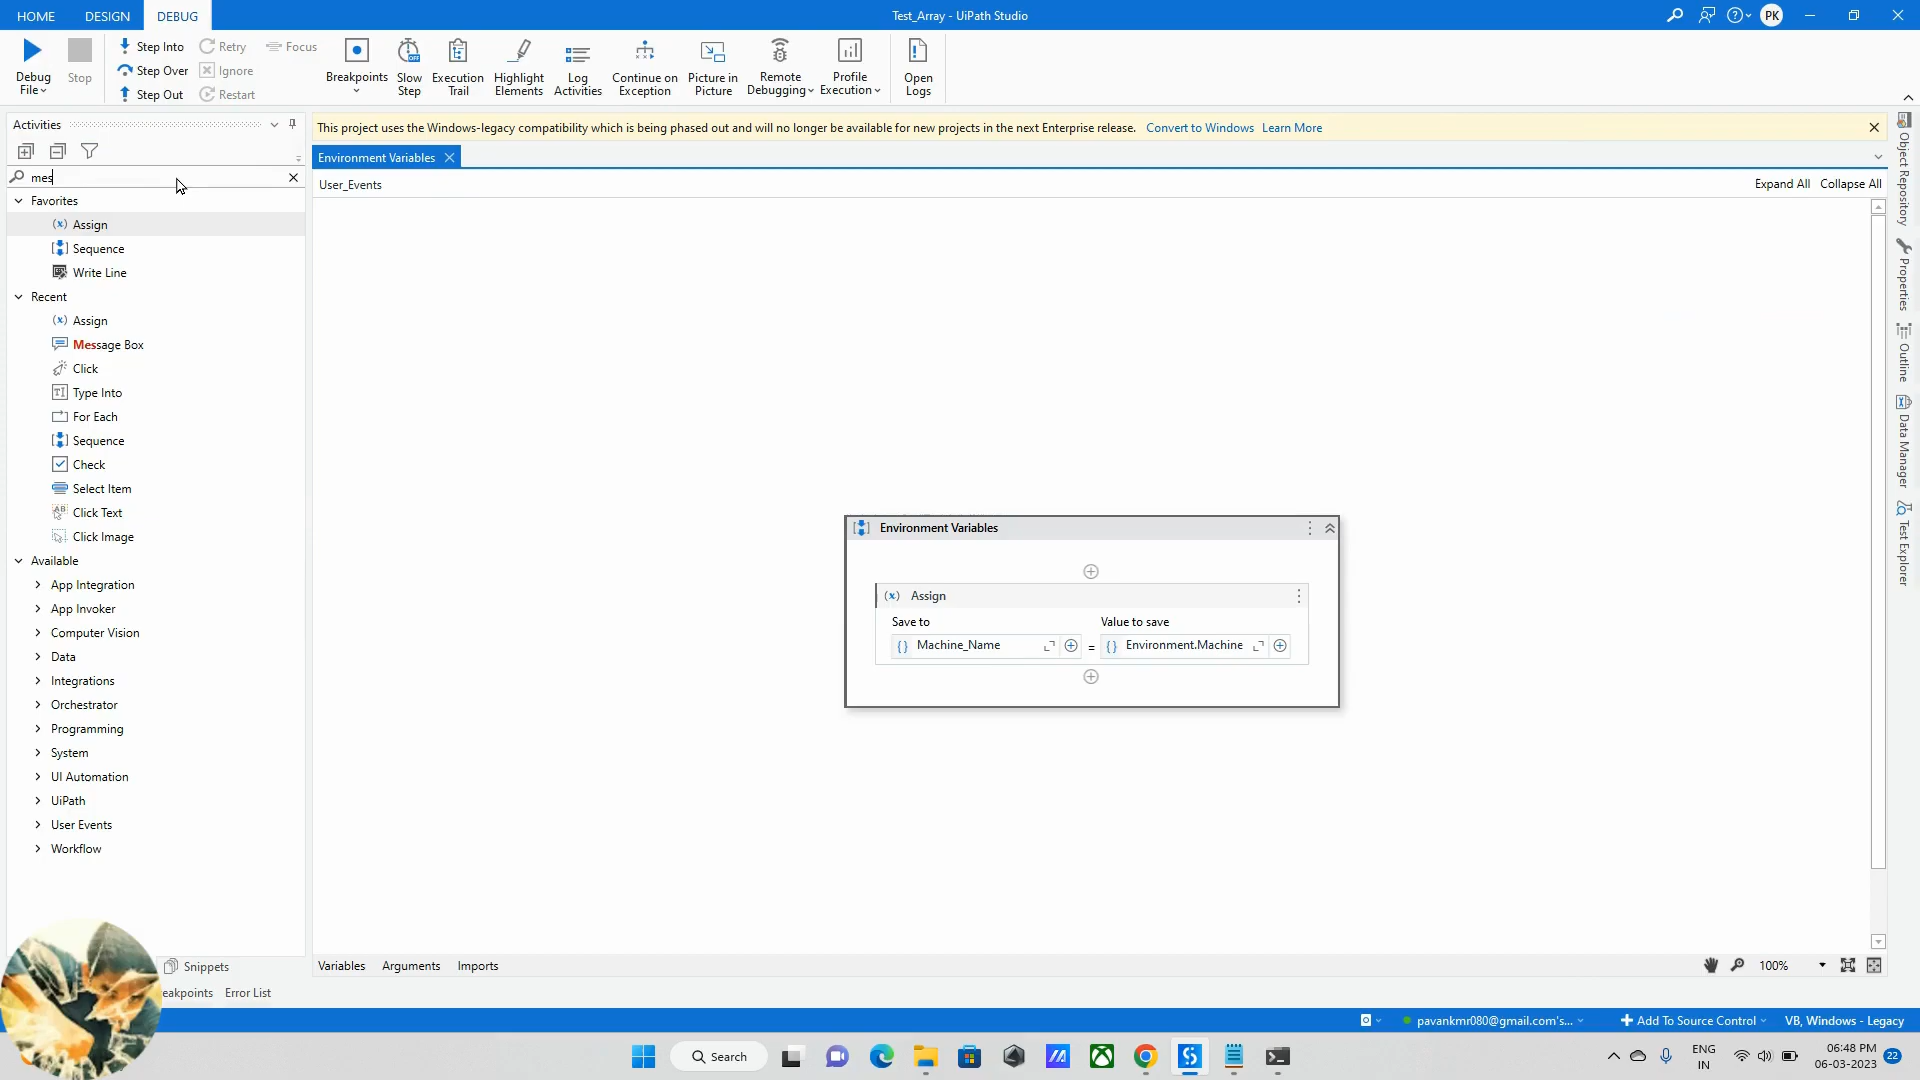 HOME DESIGN DEBUG
Test_Array - UiPath Studio
PK
Debug File
Stop
Step Into
Step Over
Step Out
Retry
Ignore
Restart
Focus
Breakpoints
Slow Step
Execution Trail
Highlight Elements
Log Activities
Continue on Exception
Picture in Picture
Remote Debugging
Profile Execution
Open Logs
Activities
This project uses the Windows-legacy compatibility which is being phased out and will no longer be available for new projects in the next Enterprise release. Convert to Windows Learn More
Environment Variables
mes
User_Events
Expand All Collapse All
Favorites
Assign
Sequence
Write Line
Recent
Assign
Message Box
Click
Type Into
For Each
Sequence
Check
Select Item
Click Text
Click Image
Available
App Integration
App Invoker
Computer Vision
Data
Integrations
Orchestrator
Programming
System
UI Automation
UiPath
User Events
Workflow
Environment Variables
Assign
Save to
Value to save
Machine_Name = Environment.Machine
Object Repository
Properties
Outline
Data Manager
Test Explorer
Snippets
Variables Arguments Imports
100%
eakpoints Error List
pavankmr080@gmail.com's...
Add To Source Control
VB, Windows - Legacy
Search
ENG
IN
06:48 PM
06-03-2023
22